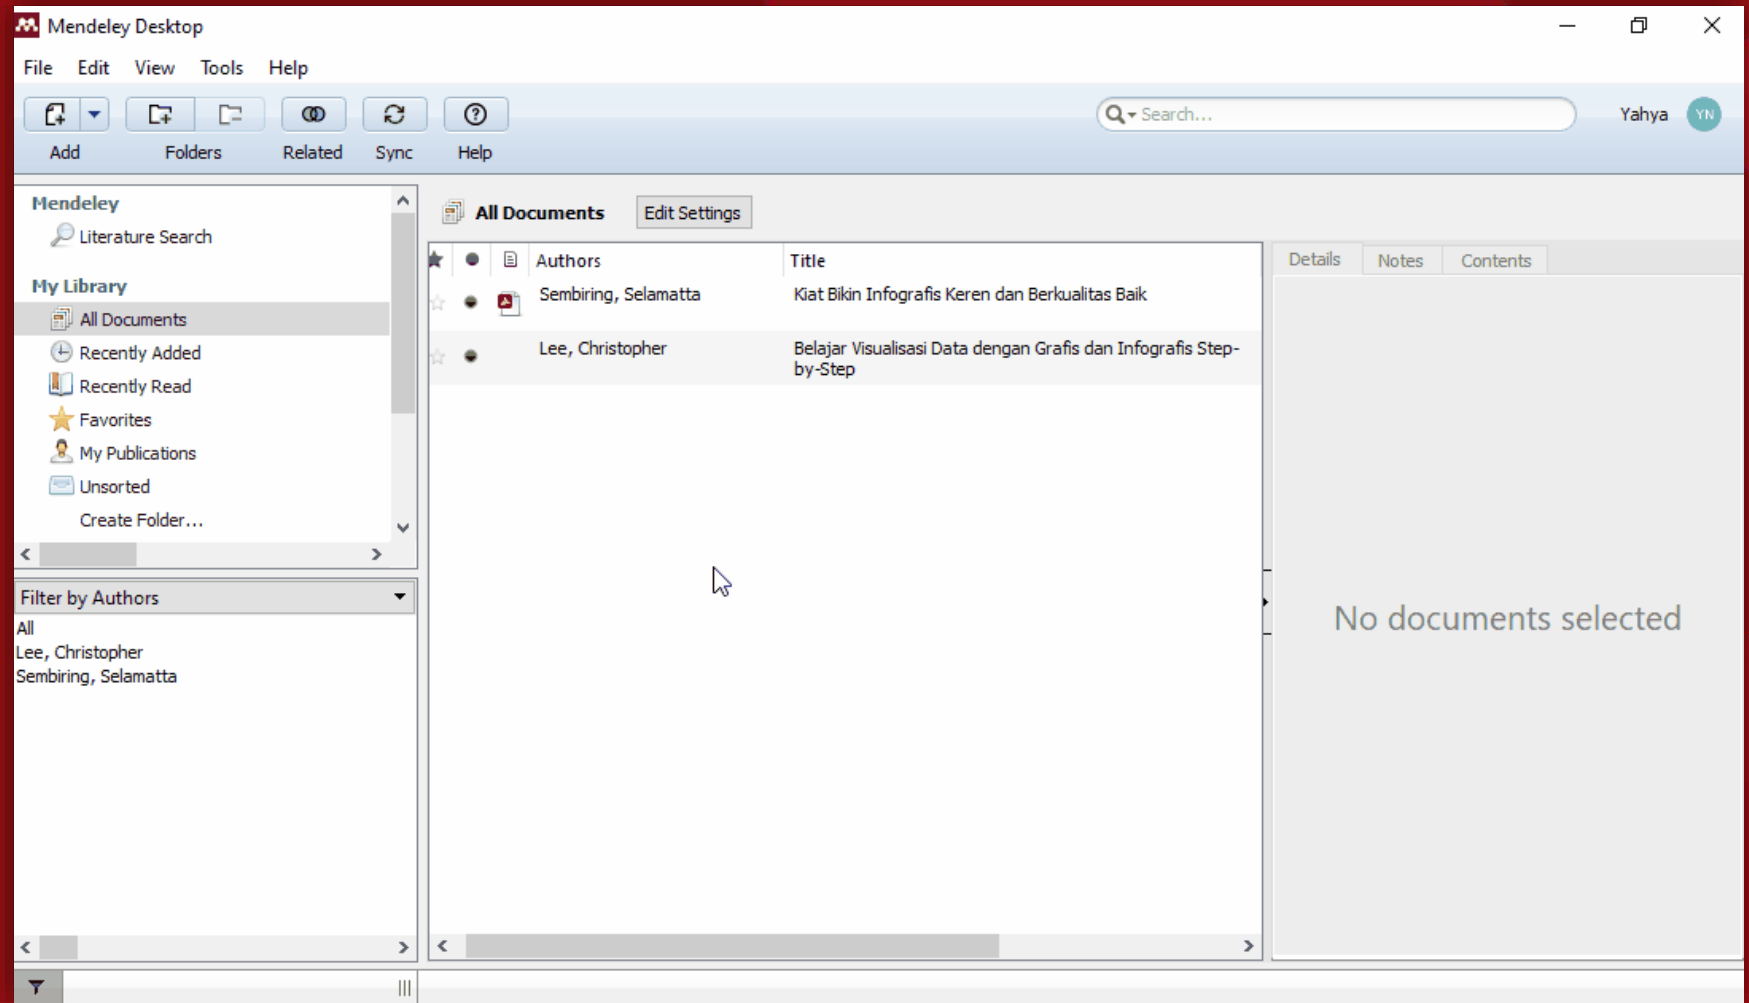 Mendeley Desktop
File Edit View Tools Help
Search...
Yahya YN
Add Folders Related Sync Help
Mendeley
Literature Search
My Library
All Documents
Recently Added
Recently Read
Favorites
My Publications
Unsorted
Create Folder...
Filter by Authors
All
Lee, Christopher
Sembiring, Selamatta
All Documents Edit Settings
Authors Title
Sembiring, Selamatta Kiat Bikin Infografis Keren dan Berkualitas Baik
Lee, Christopher Belajar Visualisasi Data dengan Grafis dan Infografis Step-
by-Step
Details Notes Contents
No documents selected